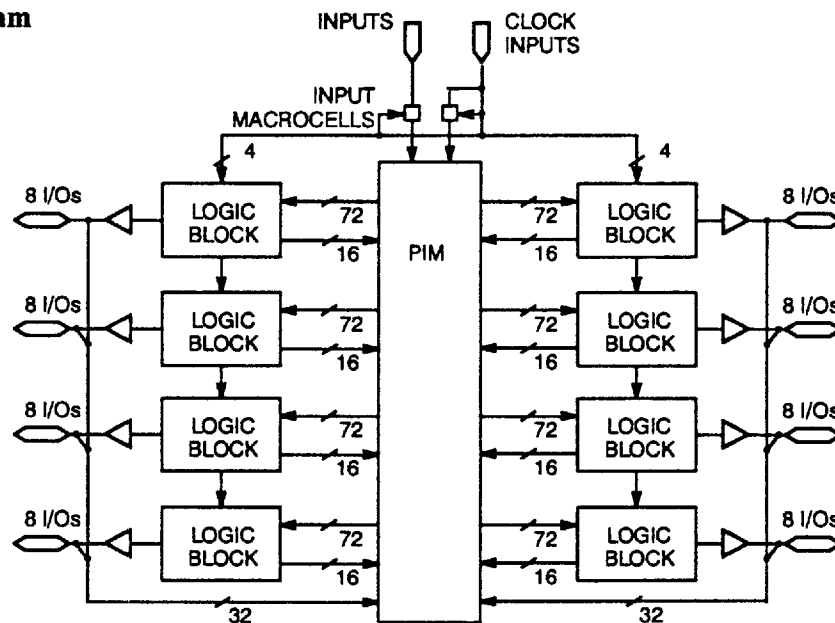 am
INPUTS
CLOCK
INPUTS
INPUT
MACROCELLS
4
4
8 I/Os
LOGIC
BLOCK
72
16
PIM
72
16
LOGIC
BLOCK
8 I/Os
8 I/Os
LOGIC
BLOCK
72
16
72
16
LOGIC
BLOCK
8 I/Os
8 I/Os
LOGIC
BLOCK
72
16
72
16
LOGIC
BLOCK
8 I/Os
8 I/Os
LOGIC
BLOCK
72
16
72
16
LOGIC
BLOCK
8 I/Os
32
32